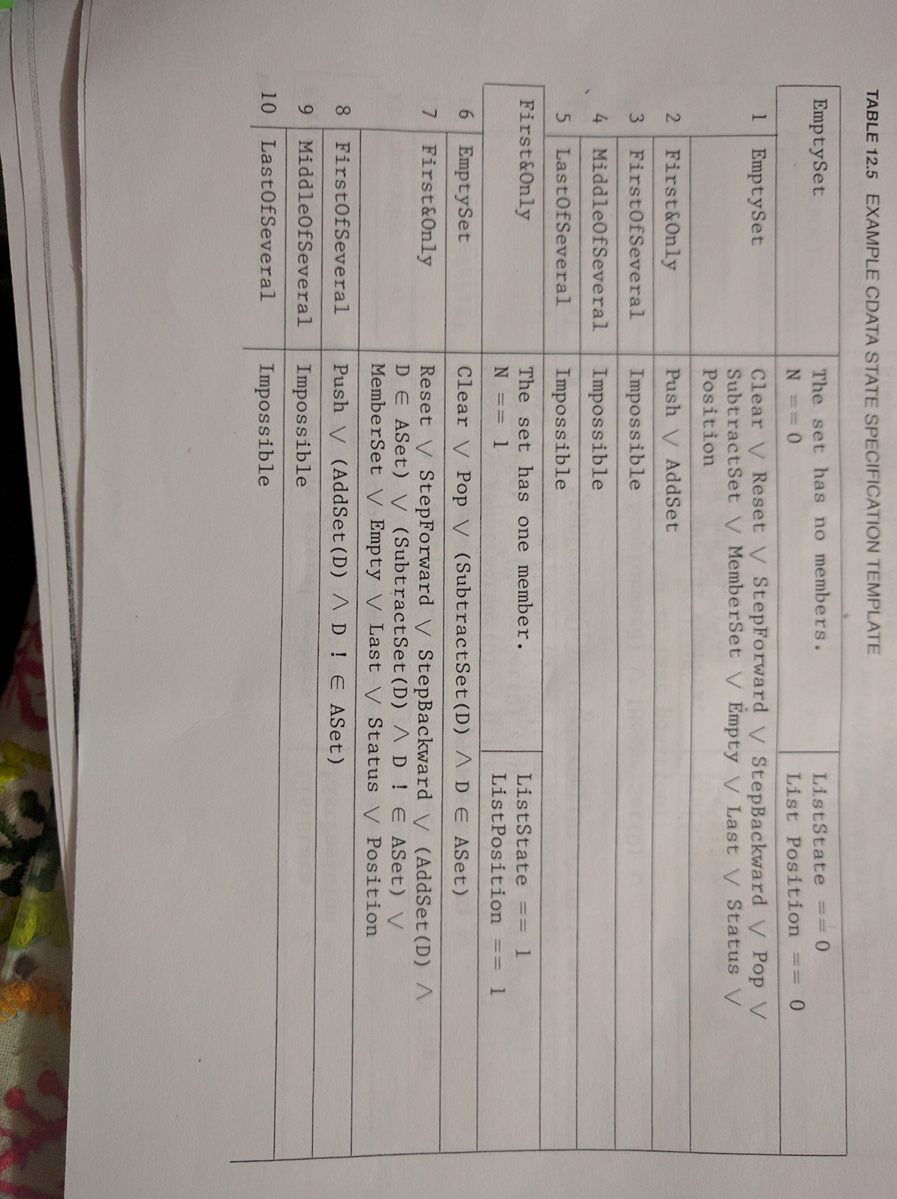 TABLE 12.5 EXAMPLE CDATA STATE SPECIFICATION TEMPLATE
EmptySet The set has no members. ListState == 0
N == 0 List Position == 0
1 EmptySet Clear ∨ Reset ∨ StepForward ∨ StepBackward ∨ Pop ∨
SubtractSet ∨ MemberSet ∨ Empty ∨ Last ∨ Status ∨
Position
2 First&Only Push ∨ AddSet
3 FirstOfSeveral Impossible
4 MiddleOfSeveral Impossible
5 LastOfSeveral Impossible
First&Only The set has one member. ListState == 1
N == 1 ListPosition == 1
6 EmptySet Clear ∨ Pop ∨ (SubtractSet(D) ∧ D ∈ ASet)
7 First&Only Reset ∨ StepForward ∨ StepBackward ∨ (AddSet(D) ∧
D ∈ ASet) ∨ (SubtractSet(D) ∧ D ! ∈ ASet) ∨
MemberSet ∨ Empty ∨ Last ∨ Status ∨ Position
8 FirstOfSeveral Push ∨ (AddSet(D) ∧ D ! ∈ ASet)
9 MiddleOfSeveral Impossible
10 LastOfSeveral Impossible